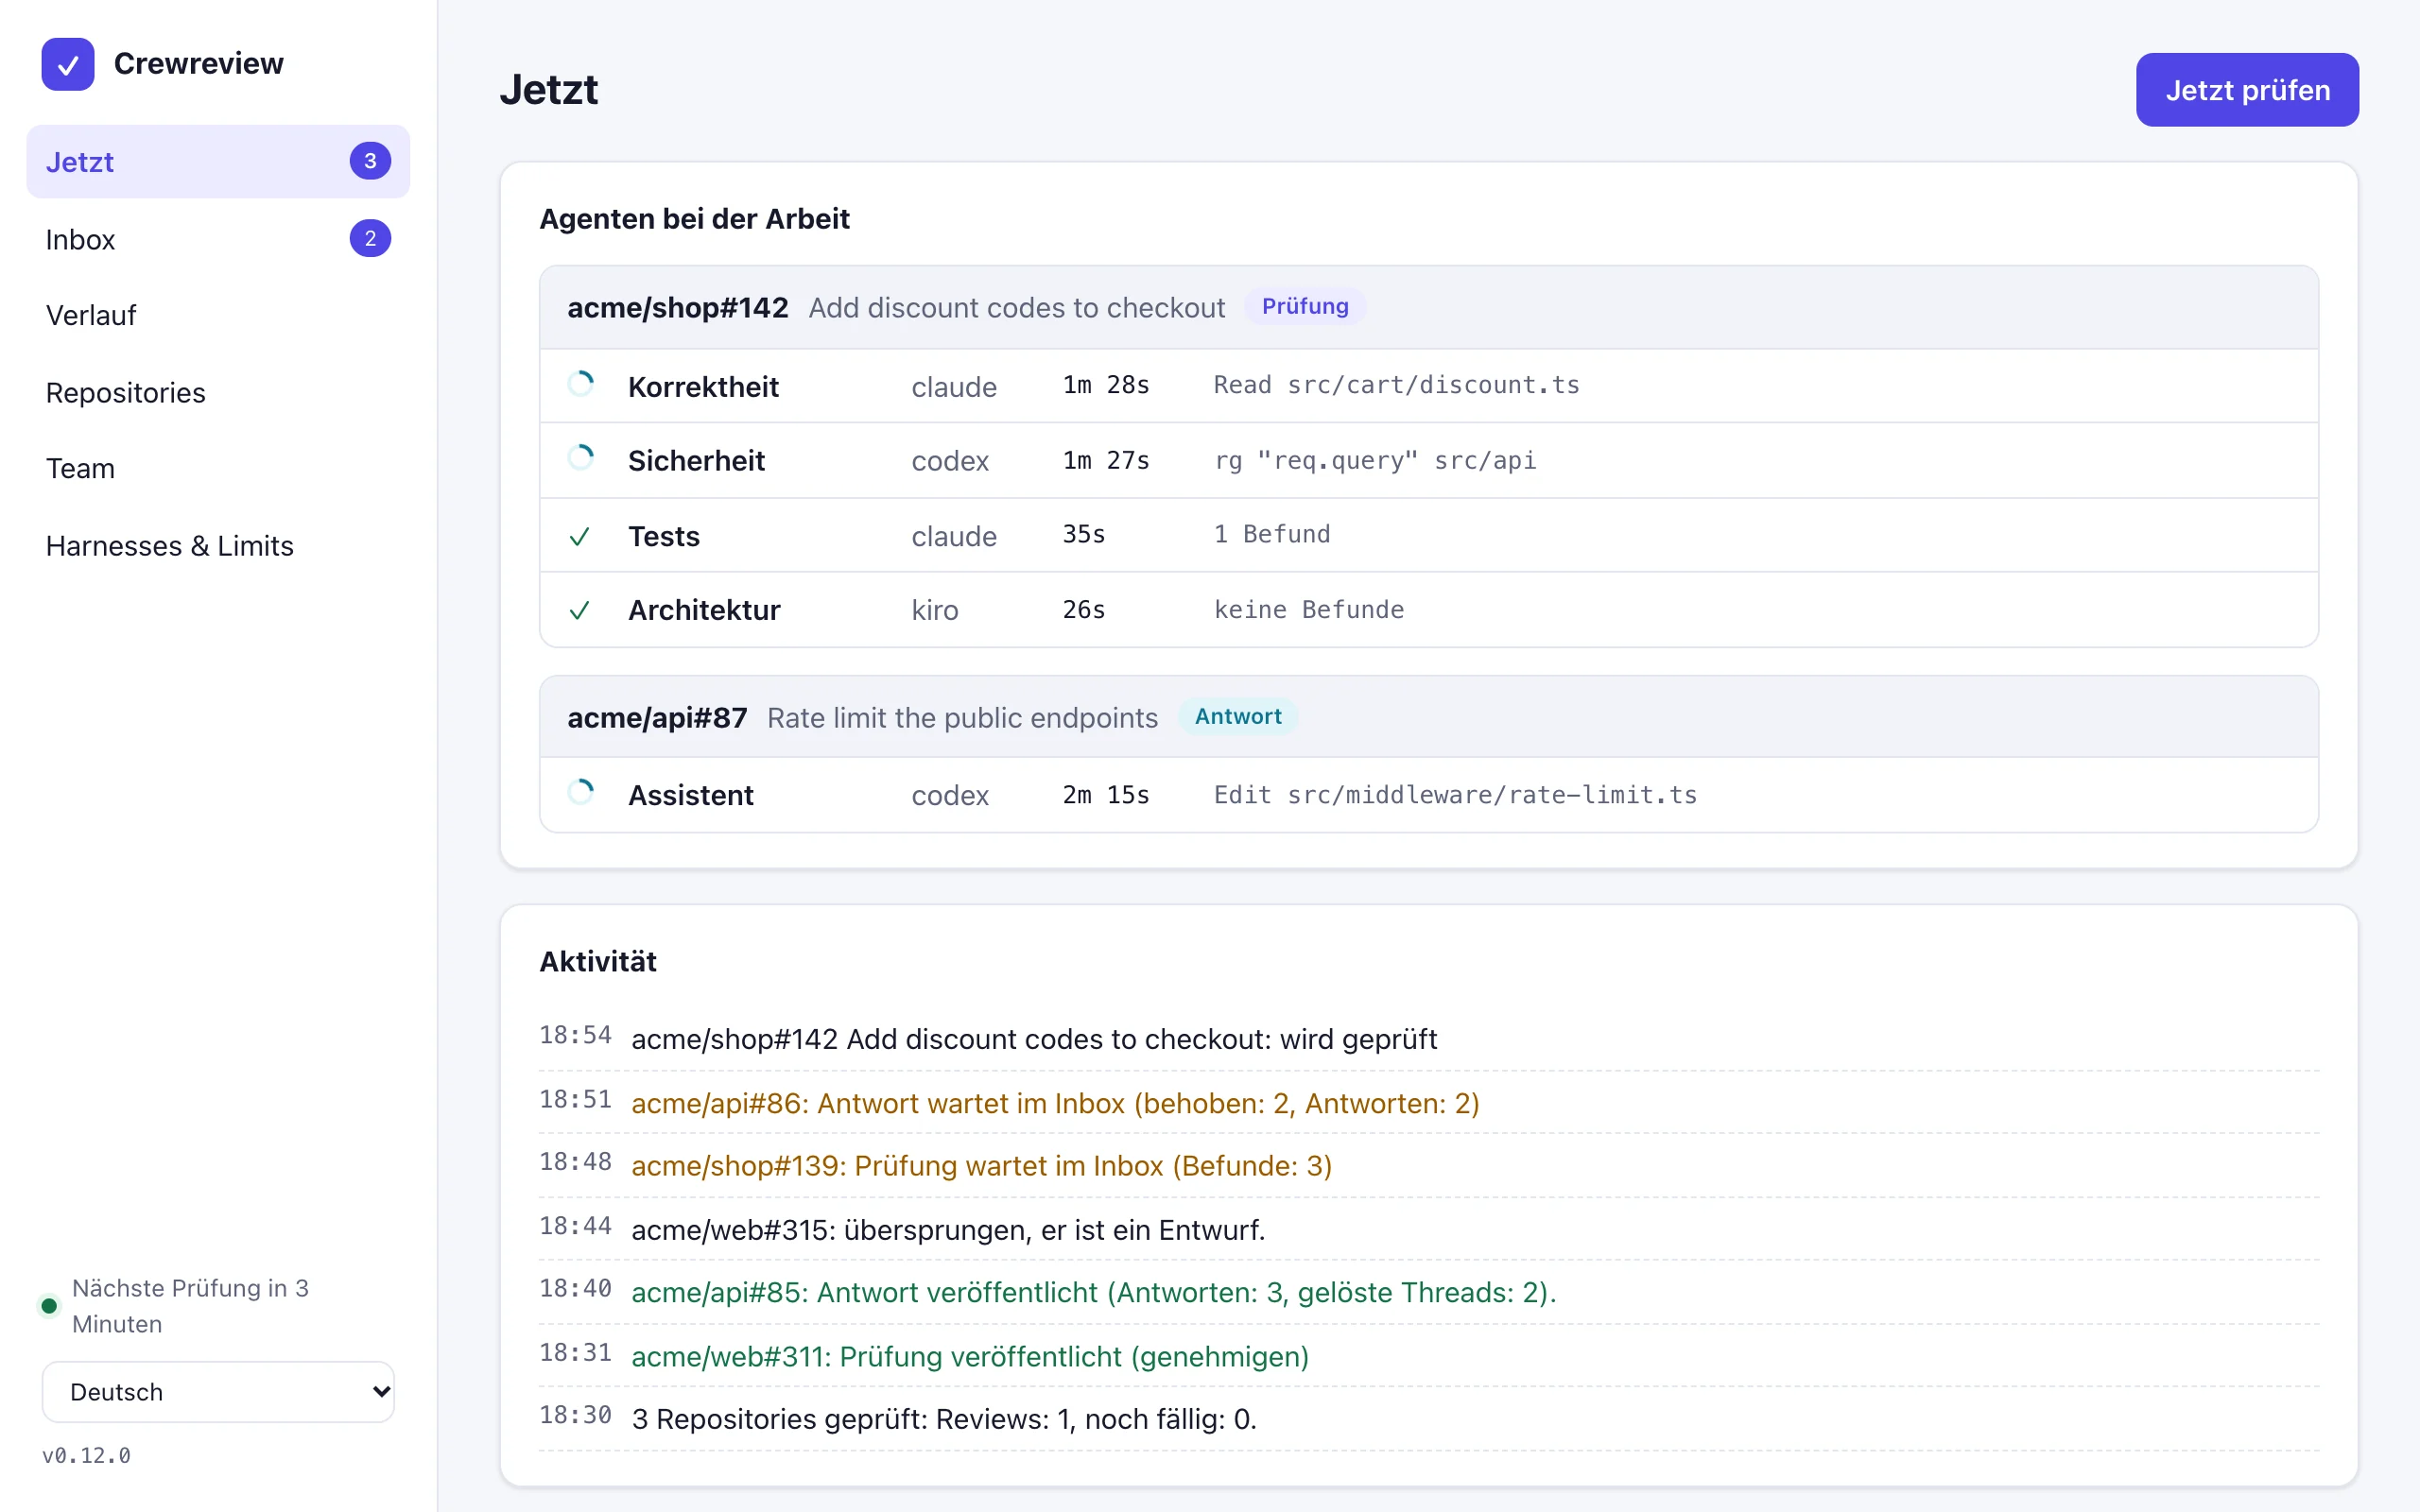 Crewreview
Jetzt 3
Inbox 2
Verlauf
Repositories
Team
Harnesses & Limits
Nächste Prüfung in 3
Minuten
Deutsch
v0.12.0
Jetzt
Jetzt prüfen
Agenten bei der Arbeit
acme/shop#142 Add discount codes to checkout Prüfung
Korrektheit claude 1m 28s Read src/cart/discount.ts
Sicherheit codex 1m 27s rg "req.query" src/api
Tests claude 35s 1 Befund
Architektur kiro 26s keine Befunde
acme/api#87 Rate limit the public endpoints Antwort
Assistent codex 2m 15s Edit src/middleware/rate-limit.ts
Aktivität
18:54 acme/shop#142 Add discount codes to checkout: wird geprüft
18:51 acme/api#86: Antwort wartet im Inbox (behoben: 2, Antworten: 2)
18:48 acme/shop#139: Prüfung wartet im Inbox (Befunde: 3)
18:44 acme/web#315: übersprungen, er ist ein Entwurf.
18:40 acme/api#85: Antwort veröffentlicht (Antworten: 3, gelöste Threads: 2).
18:31 acme/web#311: Prüfung veröffentlicht (genehmigen)
18:30 3 Repositories geprüft: Reviews: 1, noch fällig: 0.